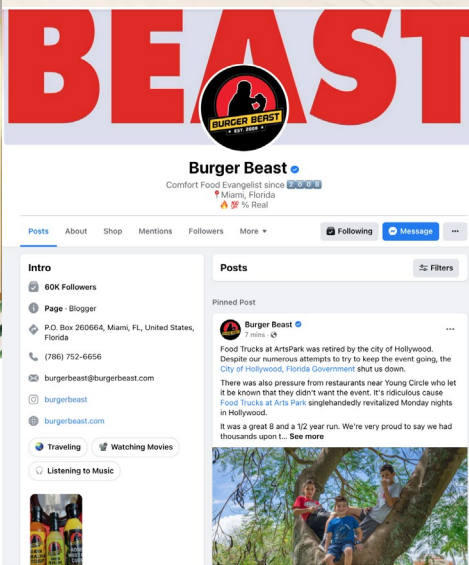 BEAST
BURGER BEAST
• EST. 2008 •
Burger Beast
Comfort Food Evangelist since 2008
📍Miami, Florida
🔥 💯 % Real
Posts About Shop Mentions Followers More
Following
Message
...
Intro
60K Followers
Page · Blogger
P.O. Box 260664, Miami, FL, United States,
Florida
(786) 752-6656
burgerbeast@burgerbeast.com
burgerbeast
burgerbeast.com
Traveling
Watching Movies
Listening to Music
Posts
Filters
Pinned Post
Burger Beast
7 mins ·
...
Food Trucks at ArtsPark was retired by the city of Hollywood.
Despite our numerous attempts to try to keep the event going, the
City of Hollywood, Florida Government shut us down.
There was also pressure from restaurants near Young Circle who let
it be known that they didn't want the event. It's ridiculous cause
Food Trucks at Arts Park singlehandedly revitalized Monday nights
in Hollywood.
It was a great 8 and a 1/2 year run. We're very proud to say we had
thousands upon t... See more